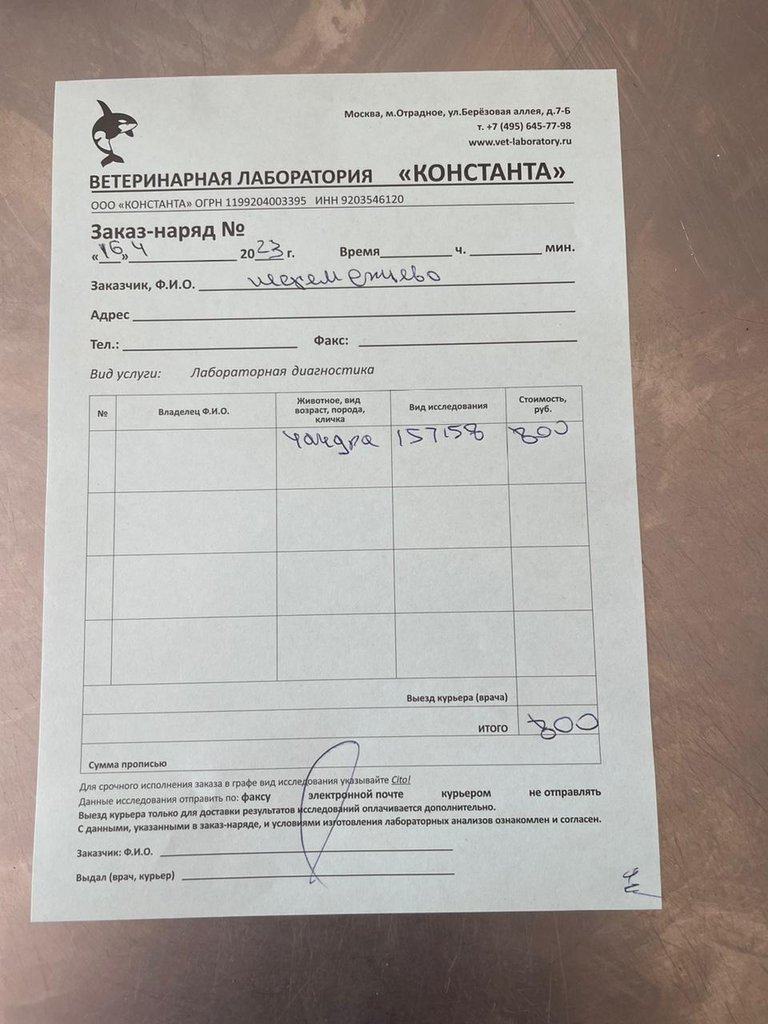 Москва, м.Отрадное, ул.Берёзовая аллея, д.7-Б
т. +7 (495) 645-77-98
www.vet-laboratory.ru
ВЕТЕРИНАРНАЯ ЛАБОРАТОРИЯ «КОНСТАНТА»
ООО «КОНСТАНТА» ОГРН 1199204003395 ИНН 9203546120
Заказ-наряд №
«16» 4 2023 г. Время ч. мин.
Заказчик, Ф.И.О.
Адрес
Тел.: Факс:
Вид услуги: Лабораторная диагностика
№ Владелец Ф.И.О. Животное, вид возраст, порода, кличка Вид исследования Стоимость, руб.
Чандра 157158 800
Выезд курьера (врача)
ИТОГО 800
Сумма прописью
Для срочного исполнения заказа в графе вид исследования указывайте Cito!
Данные исследования отправить по: факсу электронной почте курьером не отправлять
Выезд курьера только для доставки результатов исследований оплачивается дополнительно.
С данными, указанными в заказ-наряде, и условиями изготовления лабораторных анализов ознакомлен и согласен.
Заказчик: Ф.И.О.
Выдал (врач, курьер)